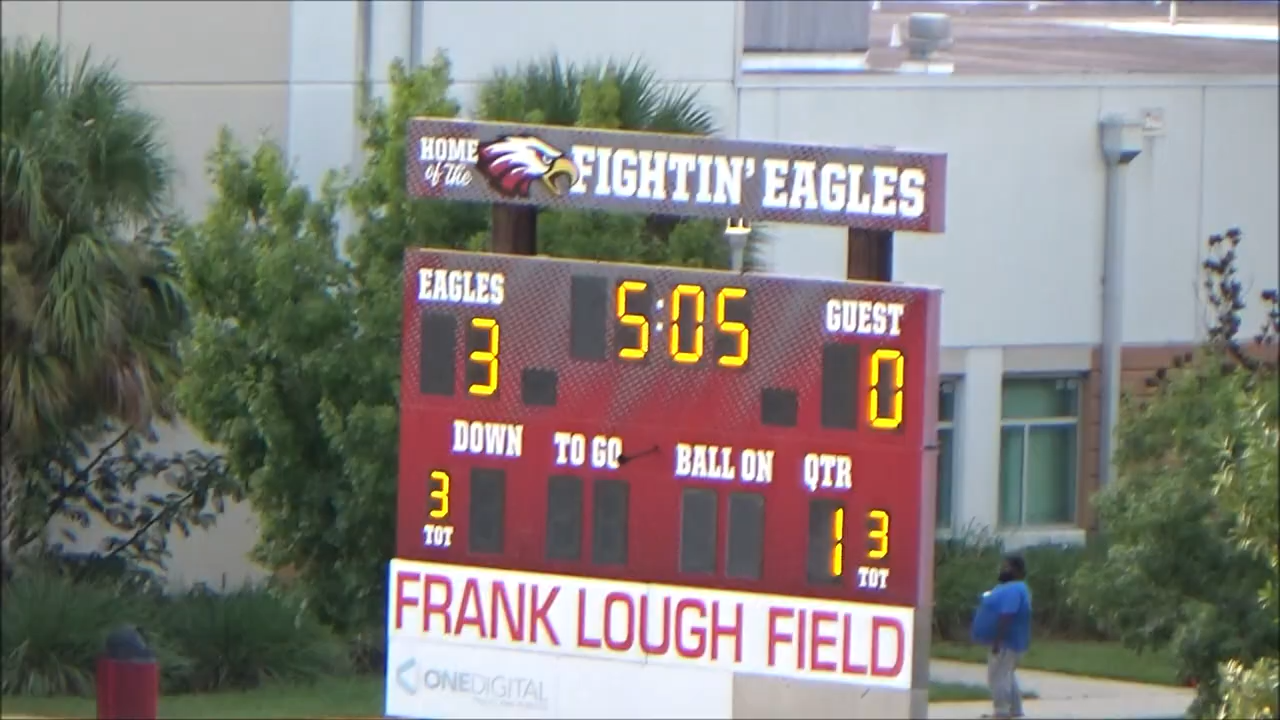 HOME of the FIGHTIN' EAGLES
EAGLES 5:05 GUEST
3 0
DOWN TO GO BALL ON QTR
3 1 3
TOT TOT
FRANK LOUGH FIELD
ONEDIGITAL